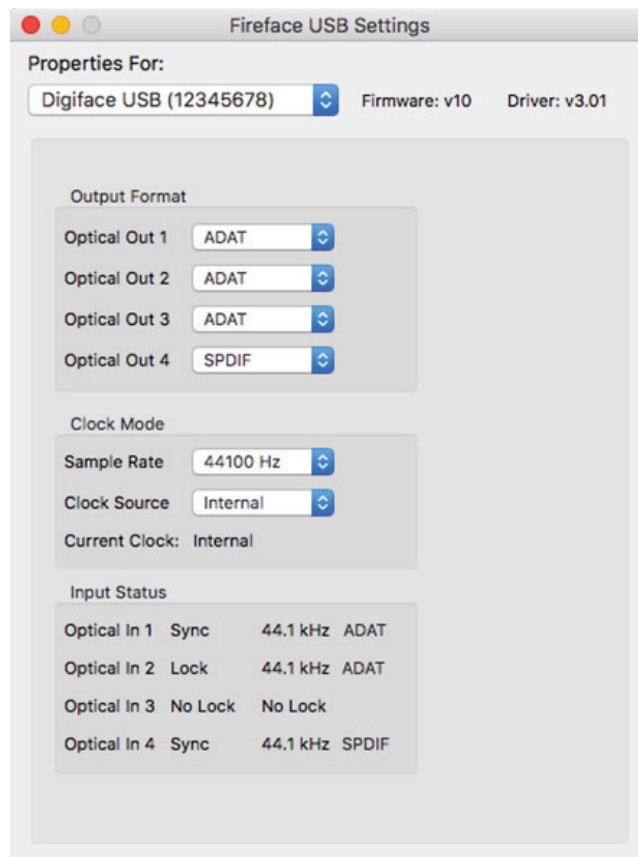 Fireface USB Settings
Properties For:
Digiface USB (12345678) Firmware: v10 Driver: v3.01
Output Format
Optical Out 1 ADAT
Optical Out 2 ADAT
Optical Out 3 ADAT
Optical Out 4 SPDIF
Clock Mode
Sample Rate 44100 Hz
Clock Source Internal
Current Clock: Internal
Input Status
Optical In 1 Sync 44.1 kHz ADAT
Optical In 2 Lock 44.1 kHz ADAT
Optical In 3 No Lock No Lock
Optical In 4 Sync 44.1 kHz SPDIF